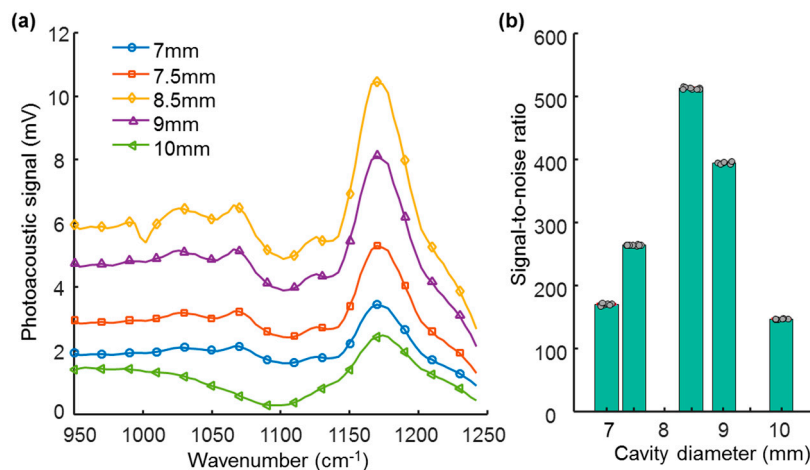 (a)
Photoacoustic signal (mV)
12
10
8
6
4
2
0
7mm
7.5mm
8.5mm
9mm
10mm
950
1000
1050
1100
1150
1200
1250
Wavenumber (cm⁻¹)
(b)
Signal-to-noise ratio
600
500
400
300
200
100
0
7
8
9
10
Cavity diameter (mm)